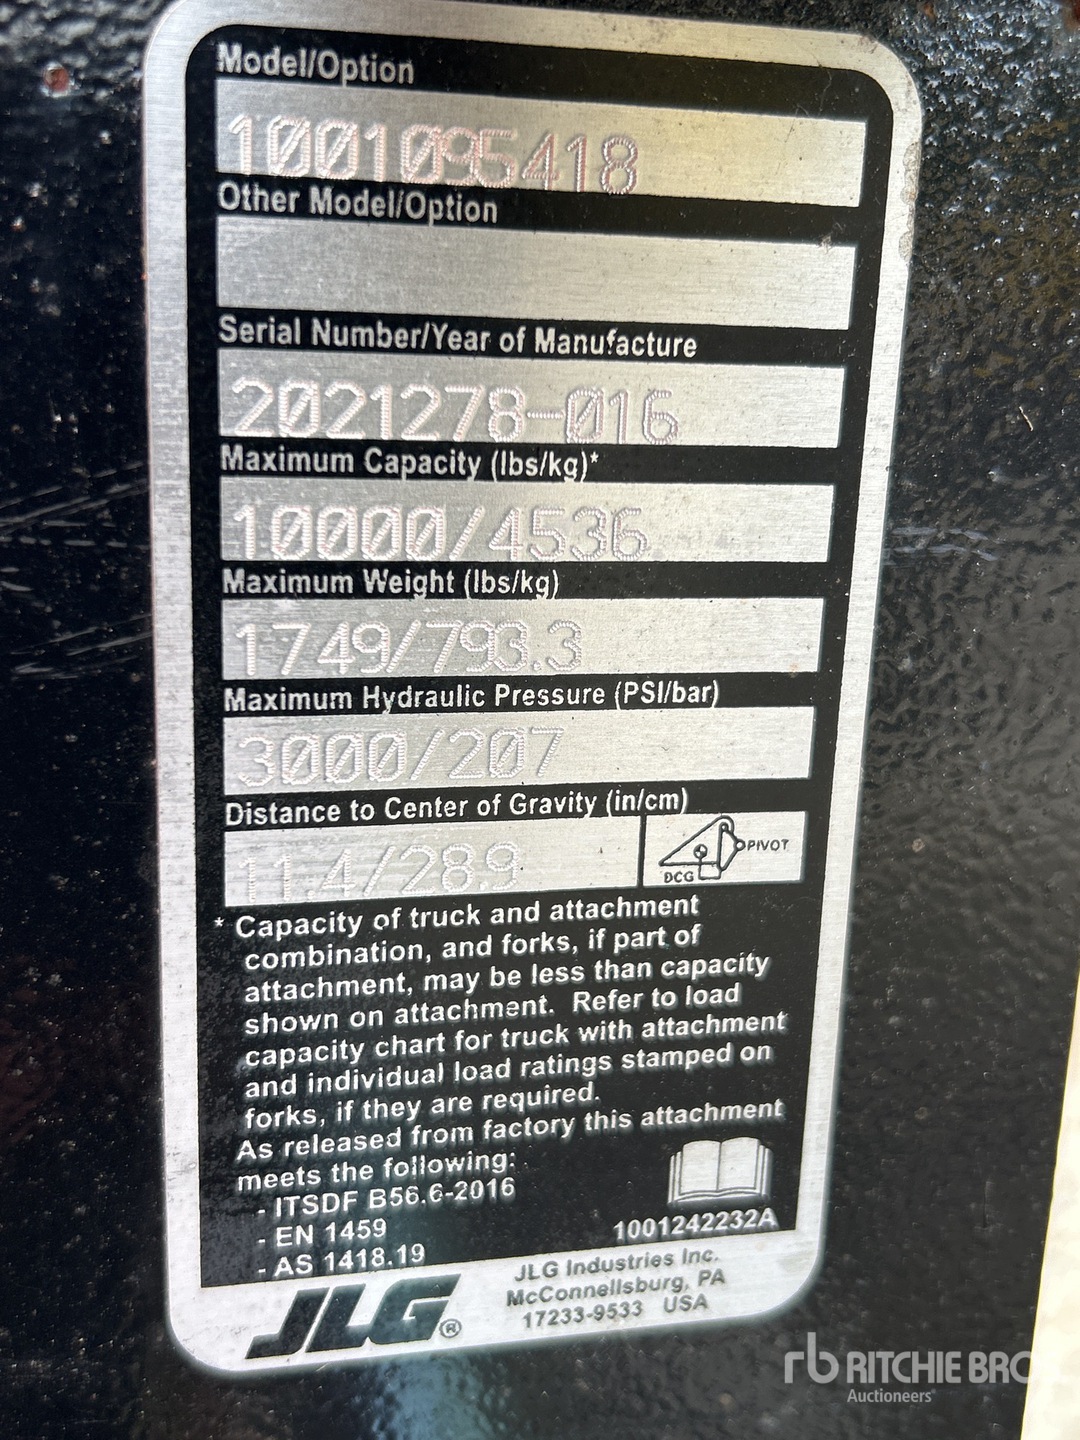 Model/Option
1001095418
Other Model/Option
Serial Number/Year of Manufacture
2021278-016
Maximum Capacity (lbs/kg)*
10000/4536
Maximum Weight (lbs/kg)
1749/793.3
Maximum Hydraulic Pressure (PSI/bar)
3000/207
Distance to Center of Gravity (in/cm)
11.4/28.9
PIVOT
DCG
* Capacity of truck and attachment
combination, and forks, if part of
attachment, may be less than capacity
shown on attachment. Refer to load
capacity chart for truck with attachment
and individual load ratings stamped on
forks, if they are required.
As released from factory this attachment
meets the following:
- ITSDF B56.6-2016
- EN 1459
- AS 1418.19
1001242232A
JLG®
JLG Industries Inc.
McConnellsburg, PA
17233-9533 USA
rb RITCHIE BRO
Auctioneers